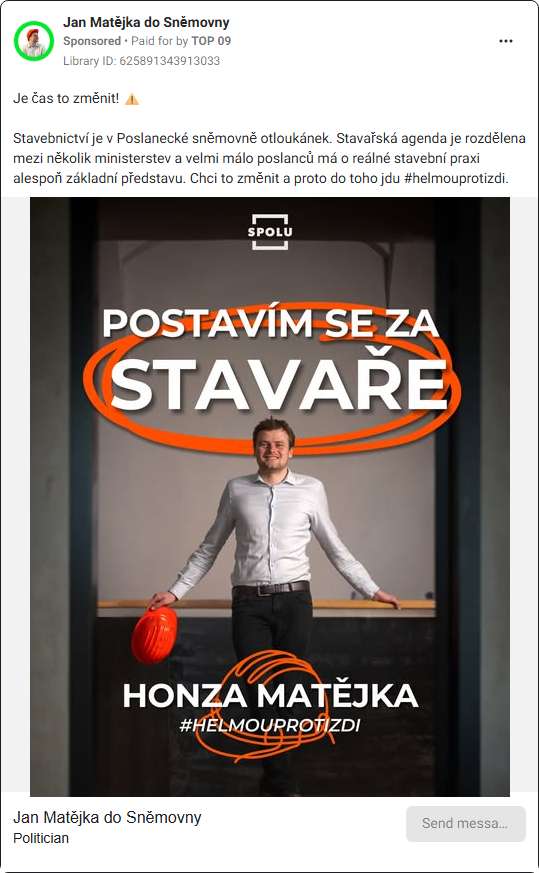 Jan Matějka do Sněmovny
Sponsored • Paid for by TOP 09
Library ID: 625891343913033
Je čas to změnit! ⚠️
Stavebnictví je v Poslanecké sněmovně otloukánek. Stavařská agenda je rozdělena
mezi několik ministerstev a velmi málo poslanců má o reálné stavební praxi
alespoň základní představu. Chci to změnit a proto do toho jdu #helmouprotizdi.
SPOLU
POSTAVÍM SE ZA
STAVAŘE
HONZA MATĚJKA
#HELMOUPROTIZDI
Jan Matějka do Sněmovny
Politician
Send messa...